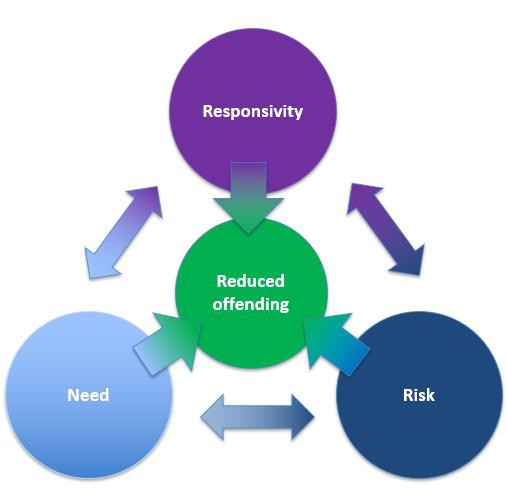 Responsivity
Reduced
offending
Need
Risk